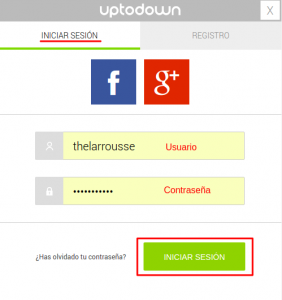 uptodown
X
INICIAR SESIÓN
REGISTRO
f
g+
thelarrousse
Usuario
•••••••••••
Contraseña
¿Has olvidado tu contraseña?
INICIAR SESIÓN